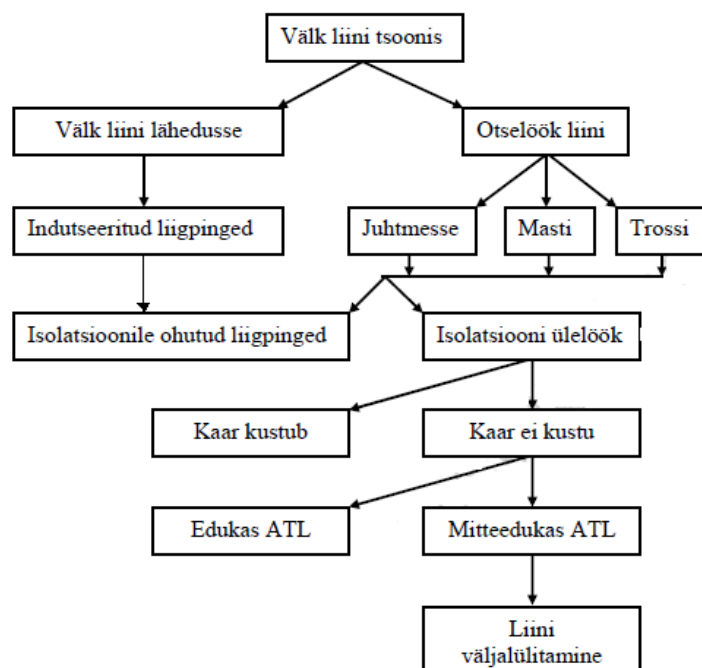 Välk liini tsoonis
Välk liini lähedusse
Otselöök liini
Indutseeritud liigpinged
Juhtmesse
Masti
Trossi
Isolatsioonile ohutud liigpinged
Isolatsiooni ülelöök
Kaar kustub
Kaar ei kustu
Edukas ATL
Mitteedukas ATL
Liini
väljalülitamine